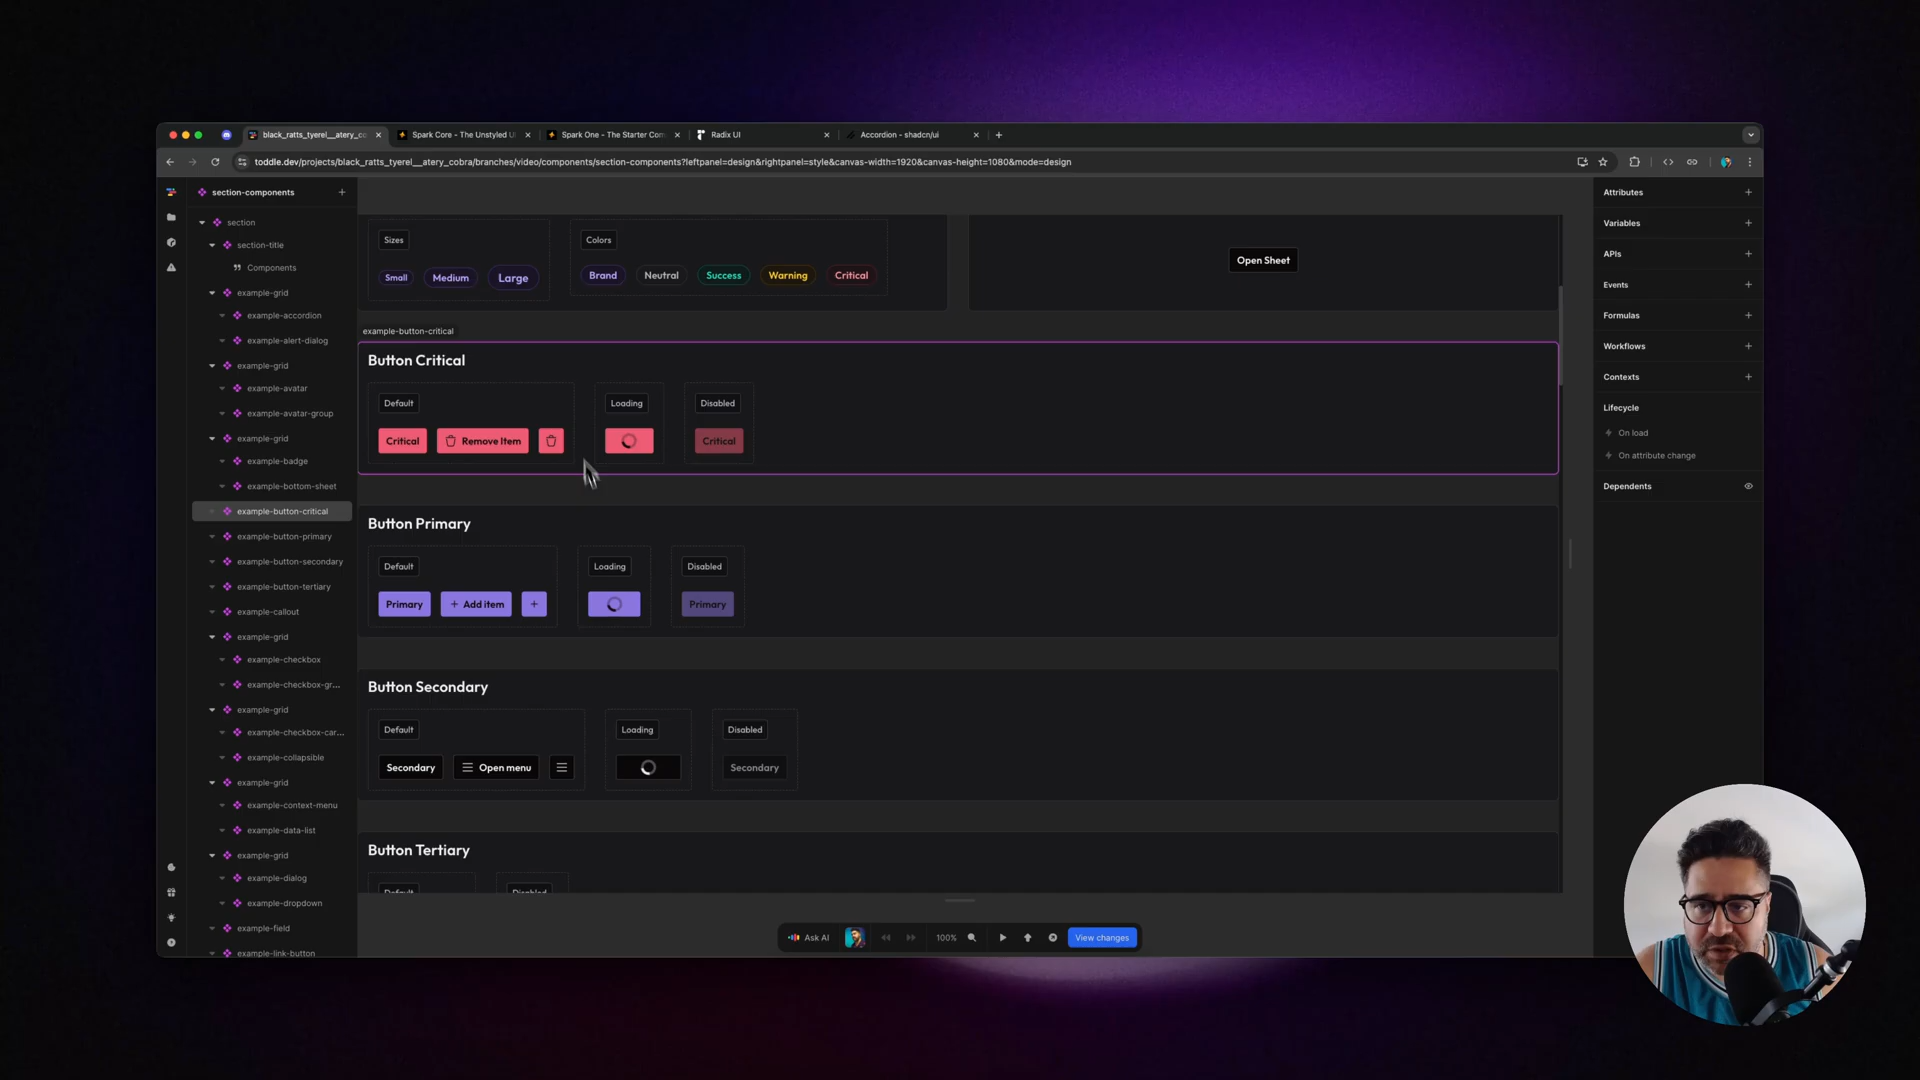 black_ratts_tyerel__atery_co
Spark Core - The Unstyled U
Spark One - The Starter Com
Radix UI
Accordion - shadcn/ui
toddle.dev/projects/black_ratts_tyerel__atery_cobra/branches/video/components/section-components?leftpanel=design&rightpanel=style&canvas-width=1920&canvas-height=1080&mode=design
section-components
section
section-title
Components
example-grid
example-accordion
example-alert-dialog
example-grid
example-avatar
example-avatar-group
example-grid
example-badge
example-bottom-sheet
example-button-critical
example-button-primary
example-button-secondary
example-button-tertiary
example-callout
example-grid
example-checkbox
example-checkbox-gr...
example-grid
example-checkbox-car...
example-collapsible
example-grid
example-context-menu
example-data-list
example-grid
example-dialog
example-dropdown
example-field
example-link-button
Sizes
Small Medium Large
Colors
Brand Neutral Success Warning Critical
Open Sheet
example-button-critical
Button Critical
Default Loading Disabled
Critical Remove Item Critical
Button Primary
Default Loading Disabled
Primary + Add item + Primary
Button Secondary
Default Loading Disabled
Secondary Open menu Secondary
Button Tertiary
Default Disabled
Ask AI 100% View changes
Attributes
Variables
APIs
Events
Formulas
Workflows
Contexts
Lifecycle
On load
On attribute change
Dependents